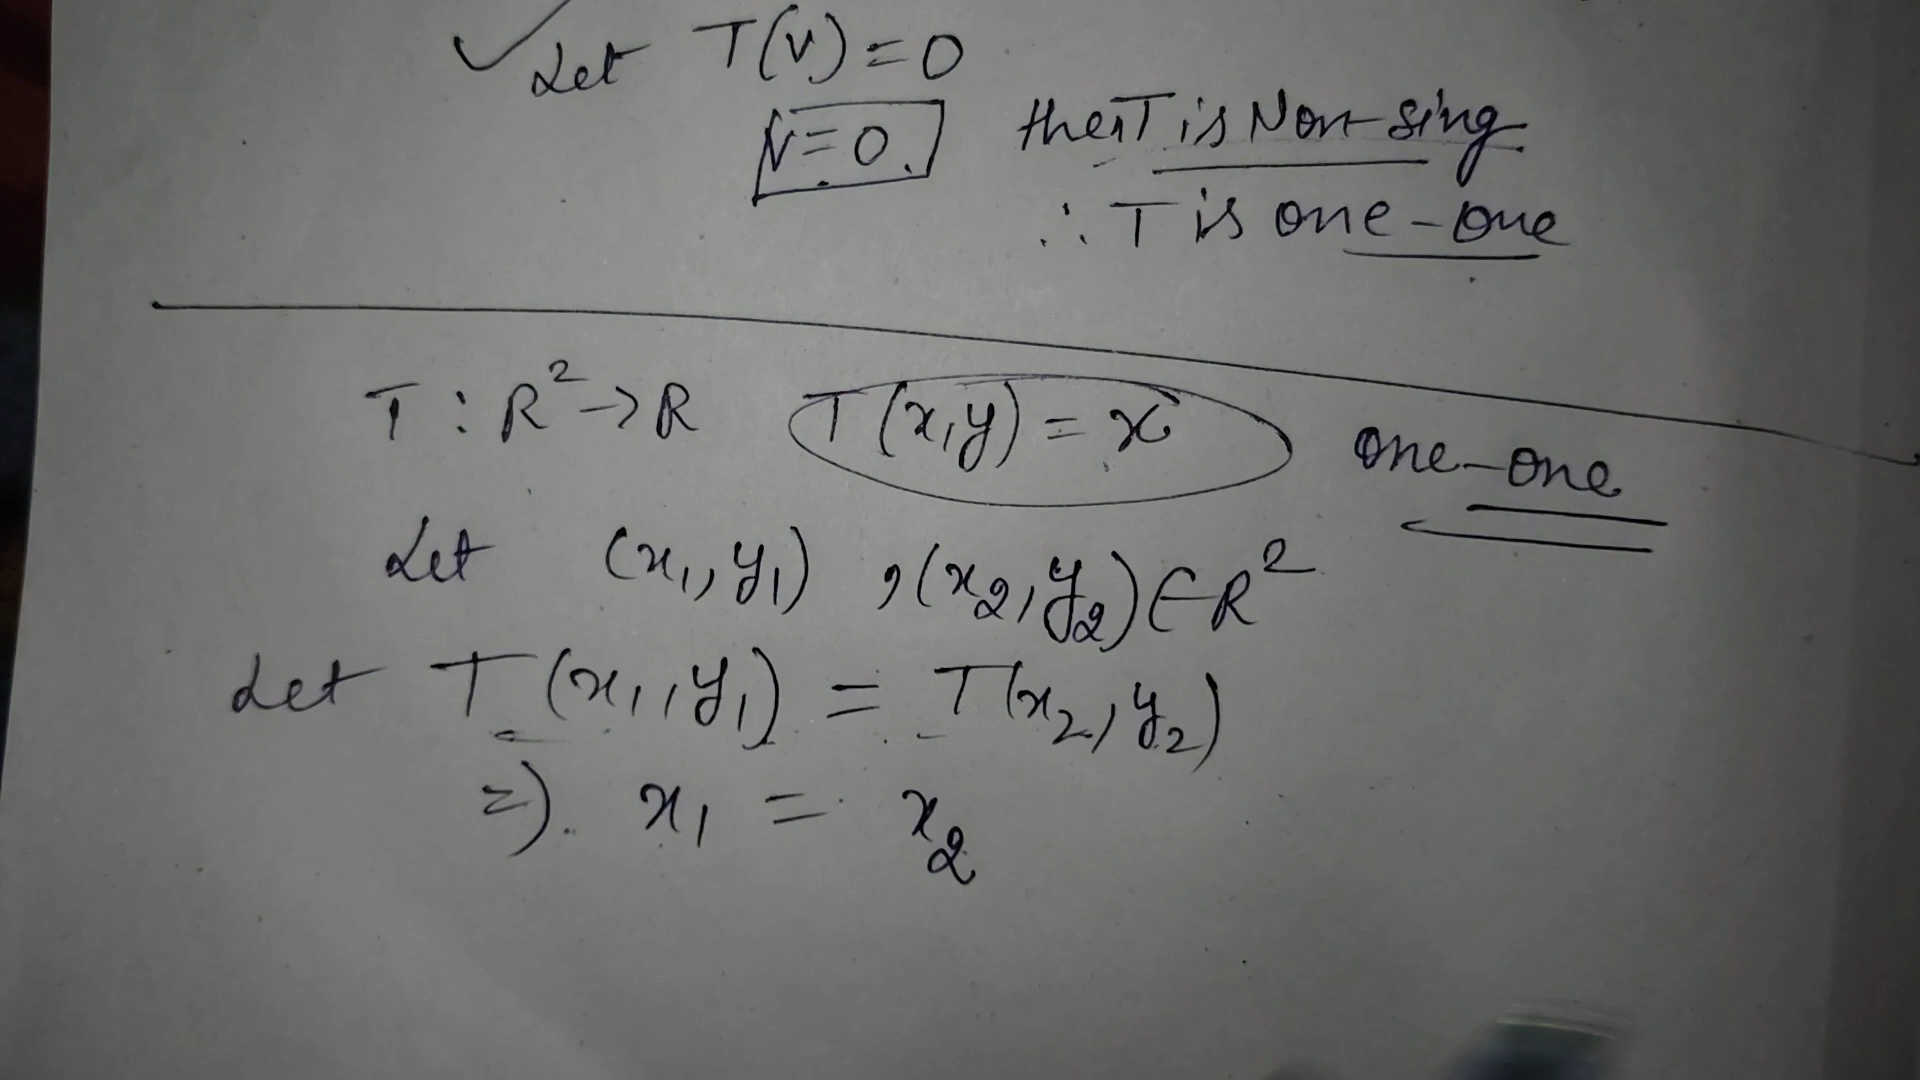 Let T(v)=0
v=0. then T is Non-sing
∴ T is one-one
T : R²→R T(x,y) = x one-one
Let (x₁,y₁) , (x₂,y₂)∈R²
Let T(x₁,y₁) = T(x₂,y₂)
⇒ x₁ = x₂